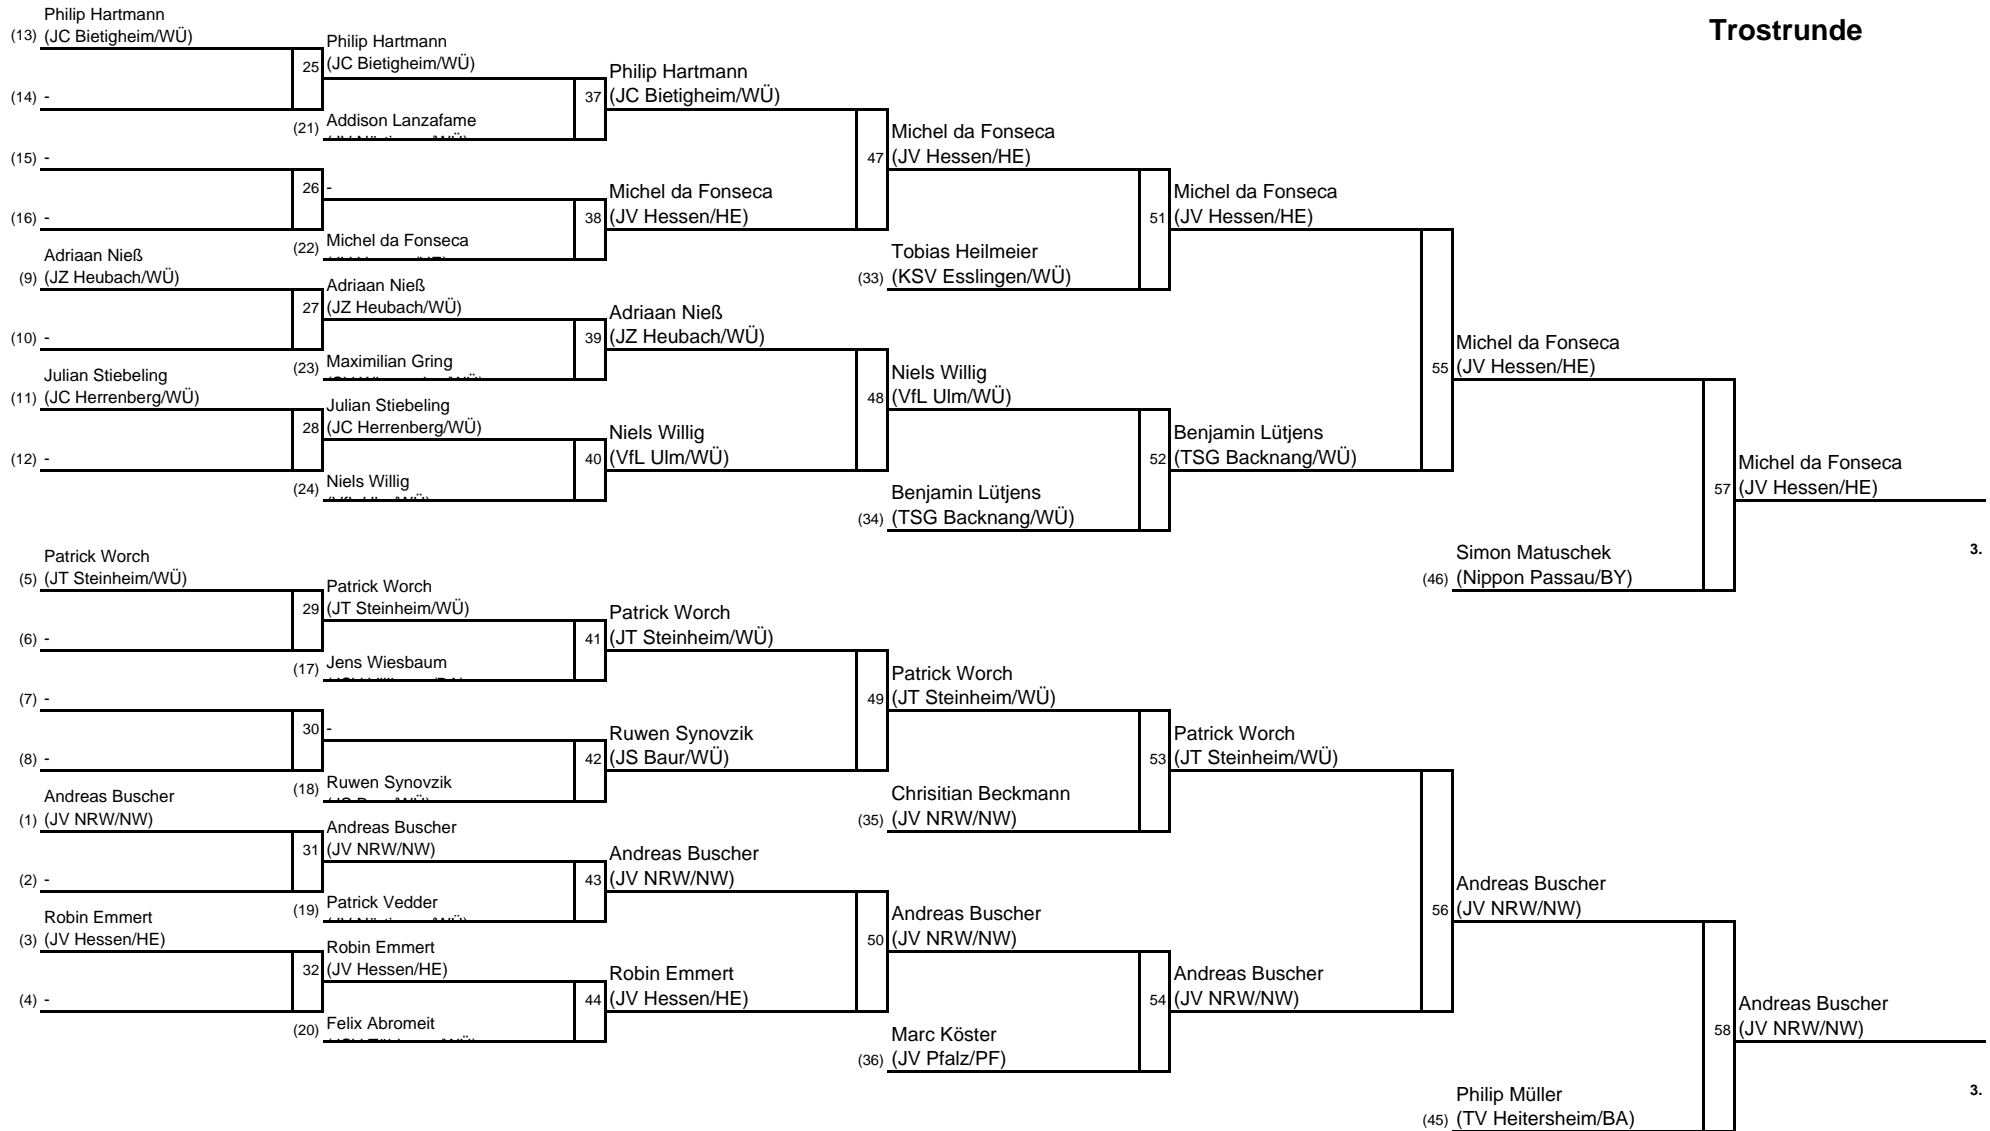 Trostrunde
Philip Hartmann
(13) (JC Bietigheim/WÜ)
(14) -
(15) -
(16) -
Adriaan Nieß
(9) (JZ Heubach/WÜ)
(10) -
Julian Stiebeling
(11) (JC Herrenberg/WÜ)
(12) -
Patrick Worch
(5) (JT Steinheim/WÜ)
(6) -
(7) -
(8) -
Andreas Buscher
(1) (JV NRW/NW)
(2) -
Robin Emmert
(3) (JV Hessen/HE)
(4) -
Philip Hartmann
25 (JC Bietigheim/WÜ)
(21) Addison Lanzafame
26 -
(22) Michel da Fonseca
Adriaan Nieß
27 (JZ Heubach/WÜ)
(23) Maximilian Gring
Julian Stiebeling
28 (JC Herrenberg/WÜ)
(24) Niels Willig
Patrick Worch
29 (JT Steinheim/WÜ)
(17) Jens Wiesbaum
30 -
(18) Ruwen Synovzik
Andreas Buscher
31 (JV NRW/NW)
(19) Patrick Vedder
Robin Emmert
32 (JV Hessen/HE)
(20) Felix Abromeit
Philip Hartmann
37 (JC Bietigheim/WÜ)
Michel da Fonseca
38 (JV Hessen/HE)
Adriaan Nieß
39 (JZ Heubach/WÜ)
Niels Willig
40 (VfL Ulm/WÜ)
Patrick Worch
41 (JT Steinheim/WÜ)
Ruwen Synovzik
42 (JS Baur/WÜ)
Andreas Buscher
43 (JV NRW/NW)
Robin Emmert
44 (JV Hessen/HE)
Michel da Fonseca
47 (JV Hessen/HE)
Tobias Heilmeier
(33) (KSV Esslingen/WÜ)
Niels Willig
48 (VfL Ulm/WÜ)
Benjamin Lütjens
(34) (TSG Backnang/WÜ)
Patrick Worch
49 (JT Steinheim/WÜ)
Chrisitian Beckmann
(35) (JV NRW/NW)
Andreas Buscher
50 (JV NRW/NW)
Marc Köster
(36) (JV Pfalz/PF)
Michel da Fonseca
51 (JV Hessen/HE)
Benjamin Lütjens
52 (TSG Backnang/WÜ)
Patrick Worch
53 (JT Steinheim/WÜ)
Andreas Buscher
54 (JV NRW/NW)
Michel da Fonseca
55 (JV Hessen/HE)
Simon Matuschek
(46) (Nippon Passau/BY)
Andreas Buscher
56 (JV NRW/NW)
Philip Müller
(45) (TV Heitersheim/BA)
Michel da Fonseca
57 (JV Hessen/HE)
3.
Andreas Buscher
58 (JV NRW/NW)
3.